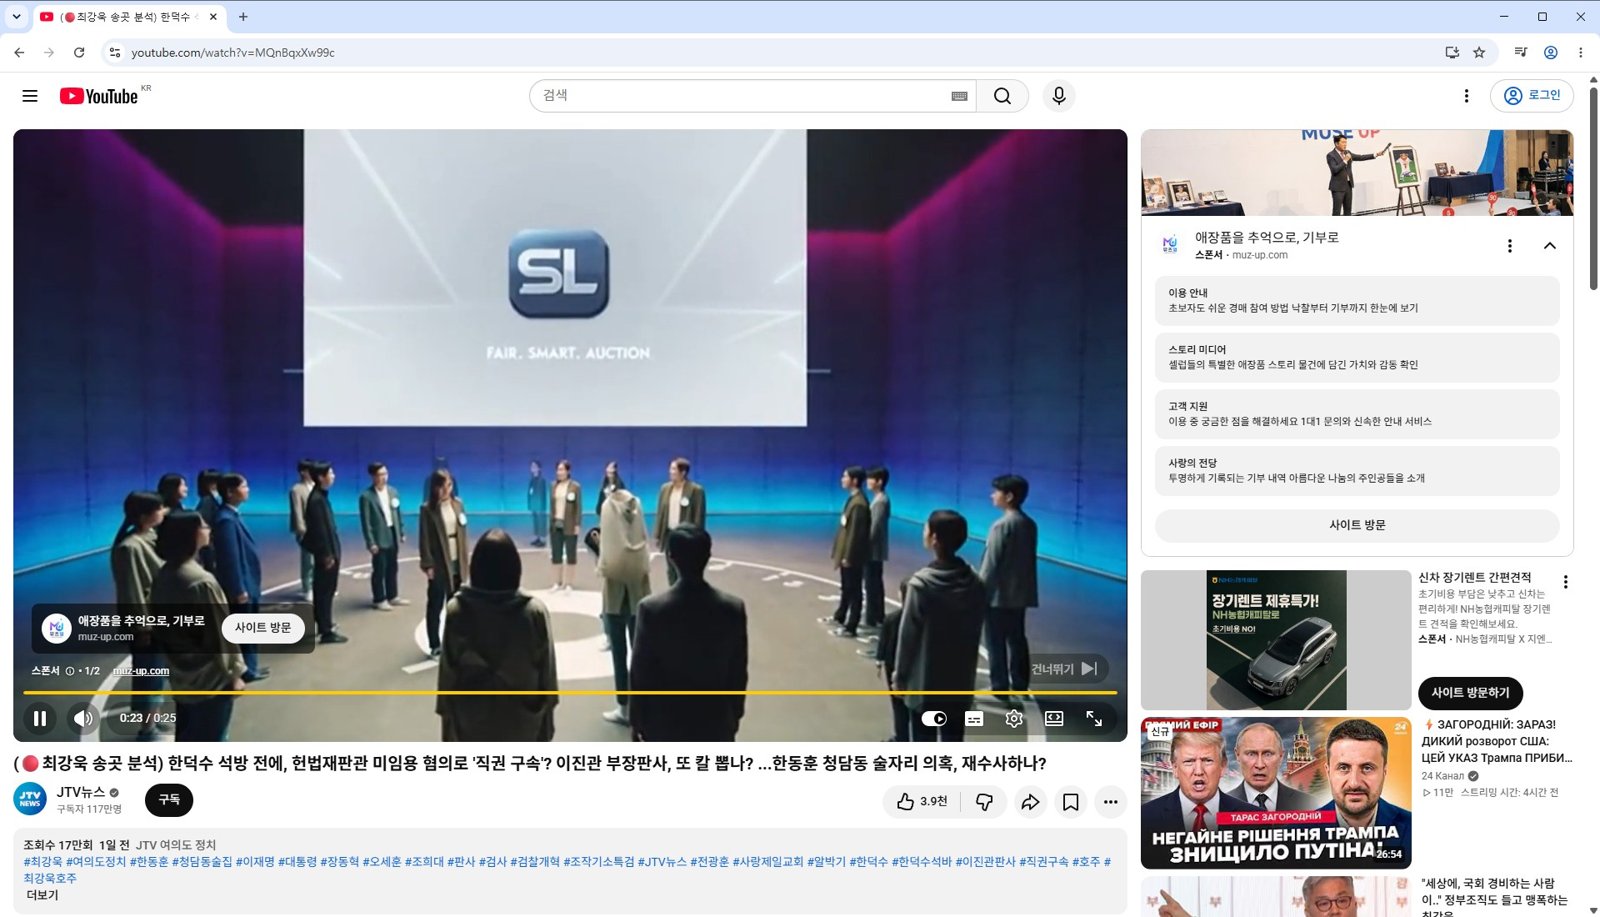 (🔴최강욱 송곳 분석) 한덕수
youtube.com/watch?v=MQnBqxXw99c
YouTube KR
검색
로그인
SL
FAIR. SMART. AUCTION
애장품을 추억으로, 기부로
muz-up.com
사이트 방문
스폰서 · 1/2 muz-up.com
건너뛰기
0:23 / 0:25
(🔴최강욱 송곳 분석) 한덕수 석방 전에, 헌법재판관 미임용 혐의로 '직권 구속'? 이진관 부장판사, 또 칼 뽑나? ...한동훈 청담동 술자리 의혹, 재수사하나?
JTV NEWS
JTV뉴스
구독자 117만명
구독
3.9천
조회수 17만회 1일 전 JTV 여의도 정치
#최강욱 #여의도정치 #한동훈 #청담동술집 #이재명 #대통령 #장동혁 #오세훈 #조희대 #판사 #검사 #검찰개혁 #조작기소특검 #JTV뉴스 #전광훈 #사랑제일교회 #알박기 #한덕수 #한덕수석바 #이진관판사 #직권구속 #호주 #
최강욱호주
더보기
MUSE UP
애장품을 추억으로, 기부로
스폰서 · muz-up.com
이용 안내
초보자도 쉬운 경매 참여 방법 낙찰부터 기부까지 한눈에 보기
스토리 미디어
셀럽들의 특별한 애장품 스토리 물건에 담긴 가치와 감동 확인
고객 지원
이용 중 궁금한 점을 해결하세요 1대1 문의와 신속한 안내 서비스
사랑의 전당
투명하게 기록되는 기부 내역 아름다운 나눔의 주인공들을 소개
사이트 방문
NH농협캐피탈
장기렌트 제휴특가!
NH농협캐피탈로
초기비용 NO!
신차 장기렌트 간편견적
초기비용 부담은 낮추고 신차는
편리하게! NH농협캐피탈 장기렌
트 견적을 확인해보세요.
스폰서 · NH농협캐피탈 X 지엔...
사이트 방문하기
ПРЯМИЙ ЕФІР
신규
24
ТАРАС ЗАГОРОДНІЙ
НЕГАЙНЕ РІШЕННЯ ТРАМПА
ЗНИЩИЛО ПУТІНА!
26:54
⚡ ЗАГОРОДНІЙ: ЗАРАЗ!
ДИКИЙ розворот США:
ЦЕЙ УКАЗ Трампа ПРИБИ...
24 Канал
11만 스트리밍 시간: 4시간 전
"세상에, 국회 경비하는 사람
이.." 정부조직도 들고 맹폭하는
최강욱